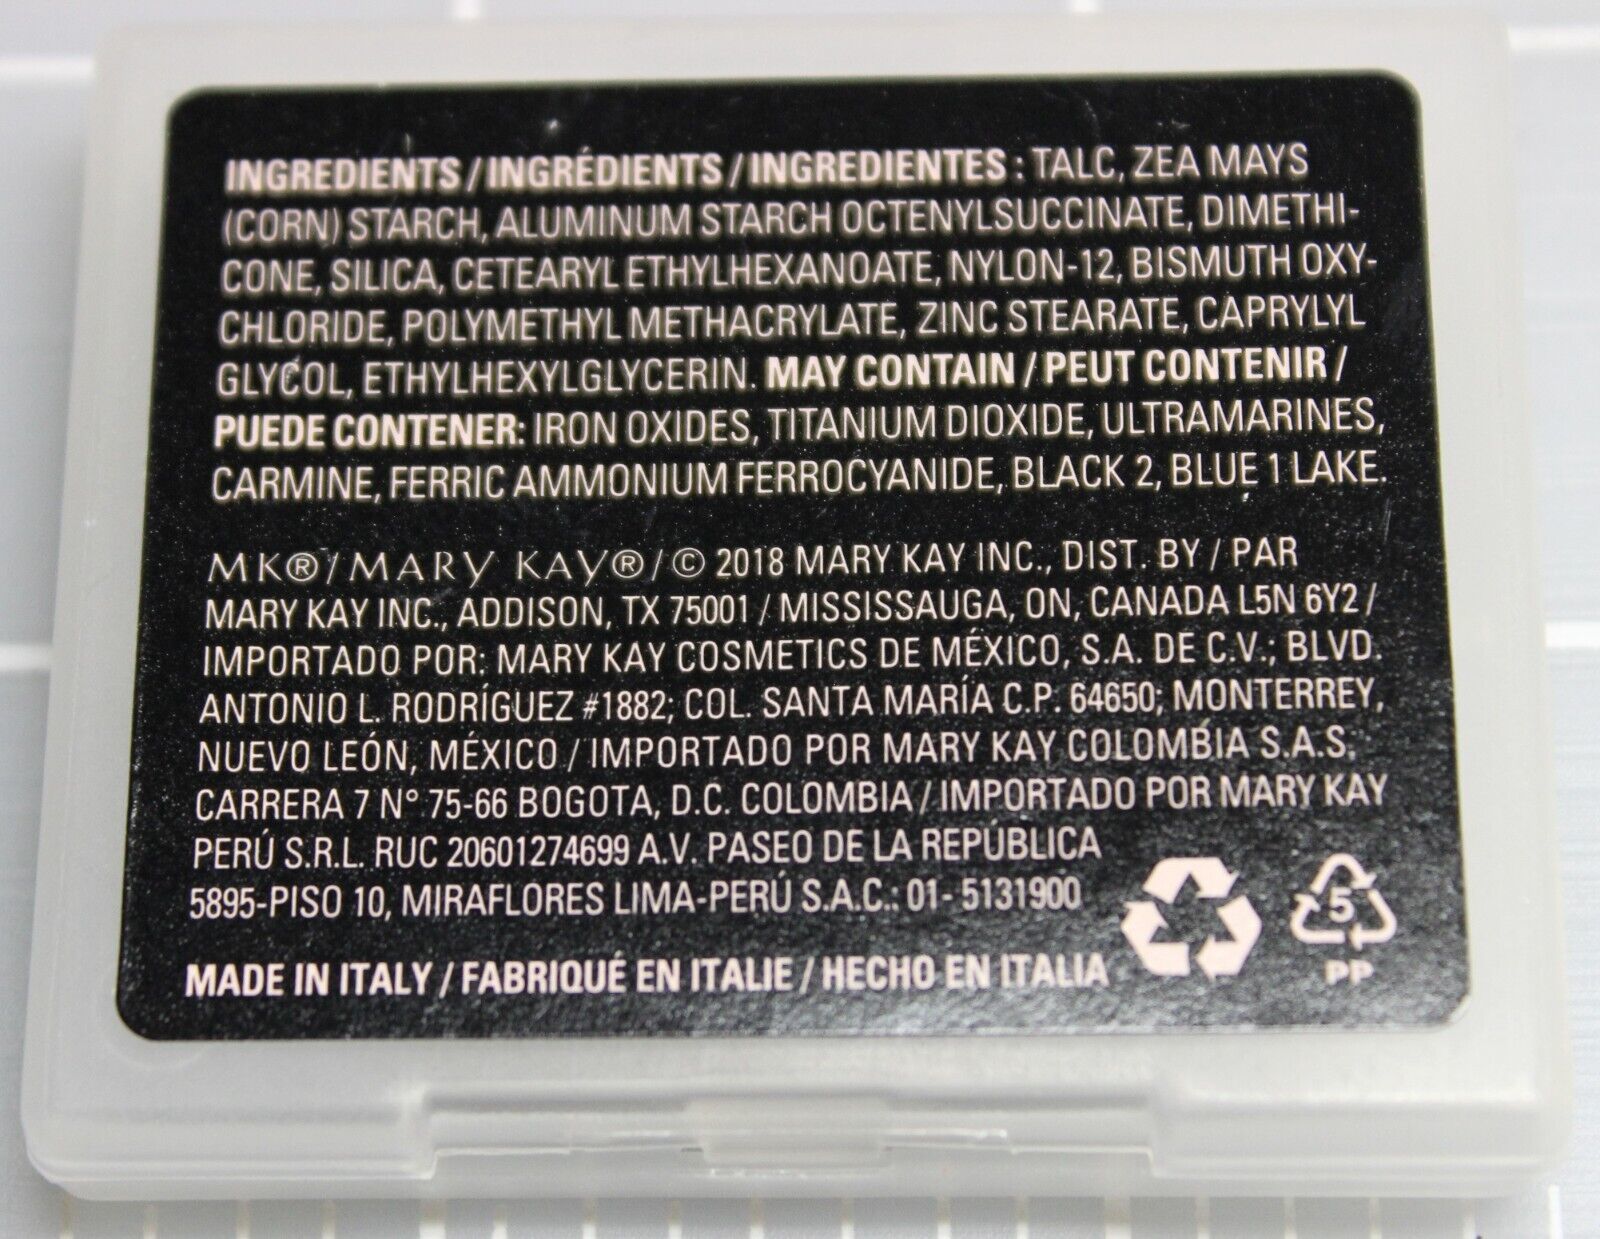 INGREDIENTS / INGRÉDIENTS / INGREDIENTES : TALC, ZEA MAYS
(CORN) STARCH, ALUMINUM STARCH OCTENYLSUCCINATE, DIMETHI-
CONE, SILICA, CETEARYL ETHYLHEXANOATE, NYLON-12, BISMUTH OXY-
CHLORIDE, POLYMETHYL METHACRYLATE, ZINC STEARATE, CAPRYLYL
GLYCOL, ETHYLHEXYLGLYCERIN. MAY CONTAIN / PEUT CONTENIR /
PUEDE CONTENER: IRON OXIDES, TITANIUM DIOXIDE, ULTRAMARINES,
CARMINE, FERRIC AMMONIUM FERROCYANIDE, BLACK 2, BLUE 1 LAKE.
MK®/MARY KAY®/© 2018 MARY KAY INC., DIST. BY / PAR
MARY KAY INC., ADDISON, TX 75001 / MISSISSAUGA, ON, CANADA L5N 6Y2 /
IMPORTADO POR: MARY KAY COSMETICS DE MÉXICO, S.A. DE C.V.; BLVD.
ANTONIO L. RODRÍGUEZ #1882; COL. SANTA MARÍA C.P. 64650; MONTERREY,
NUEVO LEÓN, MÉXICO / IMPORTADO POR MARY KAY COLOMBIA S.A.S.
CARRERA 7 N° 75-66 BOGOTA, D.C. COLOMBIA / IMPORTADO POR MARY KAY
PERÚ S.R.L. RUC 20601274699 A.V. PASEO DE LA REPÚBLICA
5895-PISO 10, MIRAFLORES LIMA-PERÚ S.A.C.: 01- 5131900
MADE IN ITALY / FABRIQUÉ EN ITALIE / HECHO EN ITALIA
5
PP